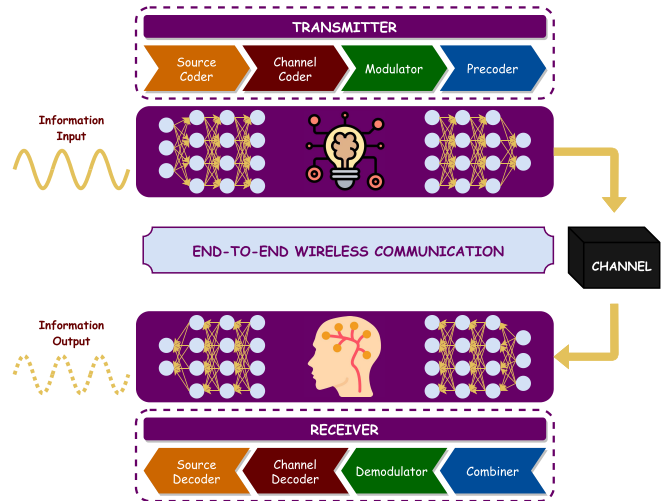 TRANSMITTER
Source
Coder
Channel
Coder
Modulator
Precoder
Information
Input
END-TO-END WIRELESS COMMUNICATION
CHANNEL
Information
Output
RECEIVER
Source
Decoder
Channel
Decoder
Demodulator
Combiner